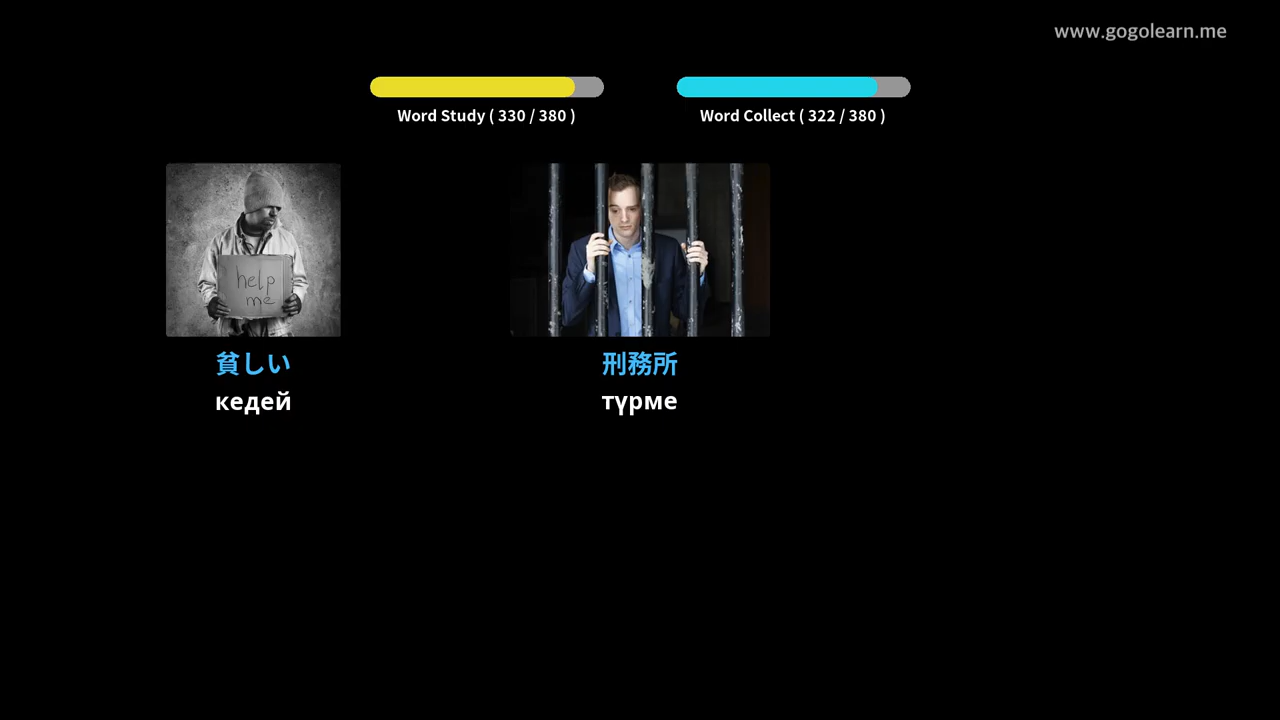 www.gogolearn.me
Word Study ( 330 / 380 )
Word Collect ( 322 / 380 )
help
me
貧しい
кедей
刑務所
түрме